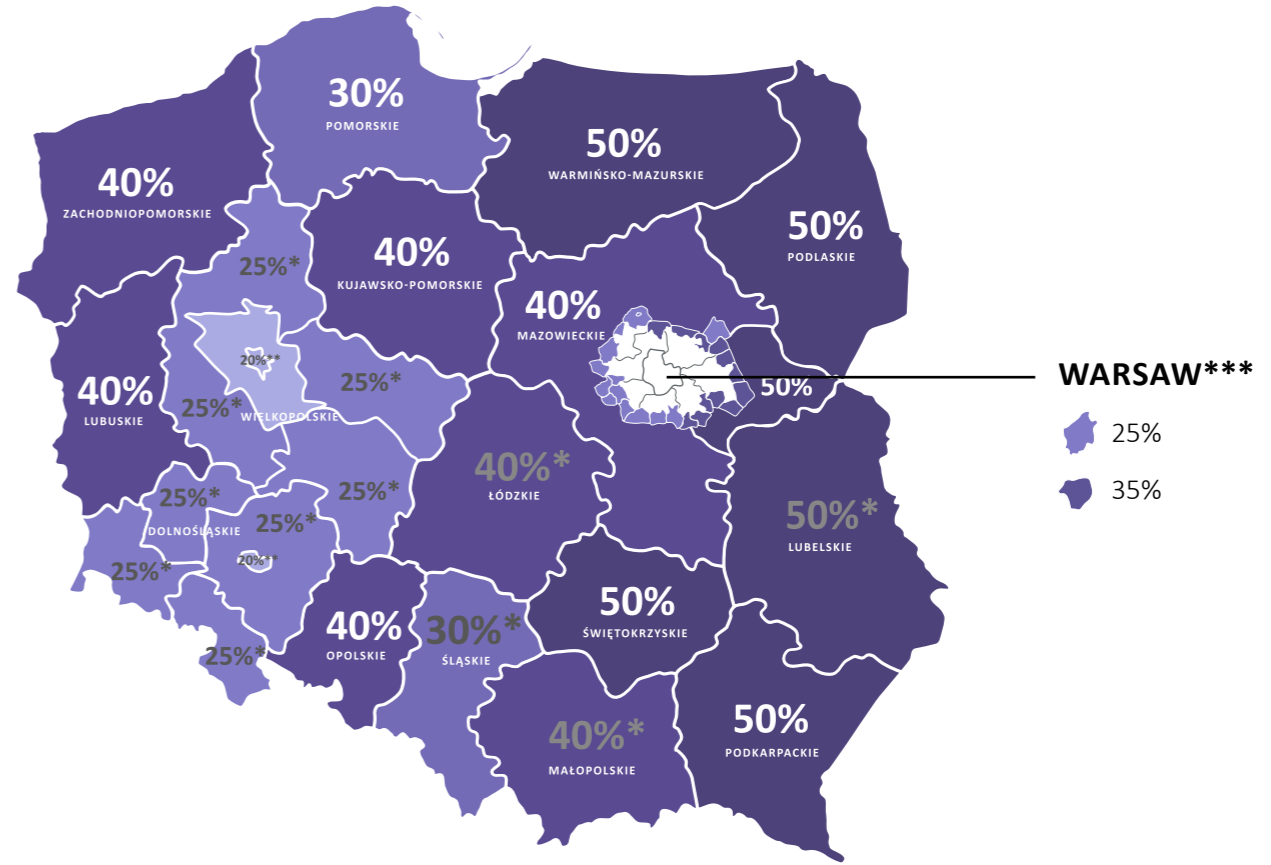 30%
POMORSKIE
50%
WARMIŃSKO-MAZURSKIE
40%
ZACHODNIOPOMORSKIE
50%
PODLASKIE
40%
KUJAWSKO-POMORSKIE
25%*
40%
MAZOWIECKIE
20%**
25%*
40%
LUBUSKIE
25%*
WIELKOPOLSKIE
50%
WARSAW***
25%
35%
40%*
ŁÓDZKIE
25%*
25%*
25%*
DOLNOŚLĄSKIE
50%*
LUBELSKIE
20%**
25%*
50%
ŚWIĘTOKRZYSKIE
40%
OPOLSKIE
30%*
ŚLĄSKIE
25%*
50%
PODKARPACKIE
40%*
MAŁOPOLSKIE